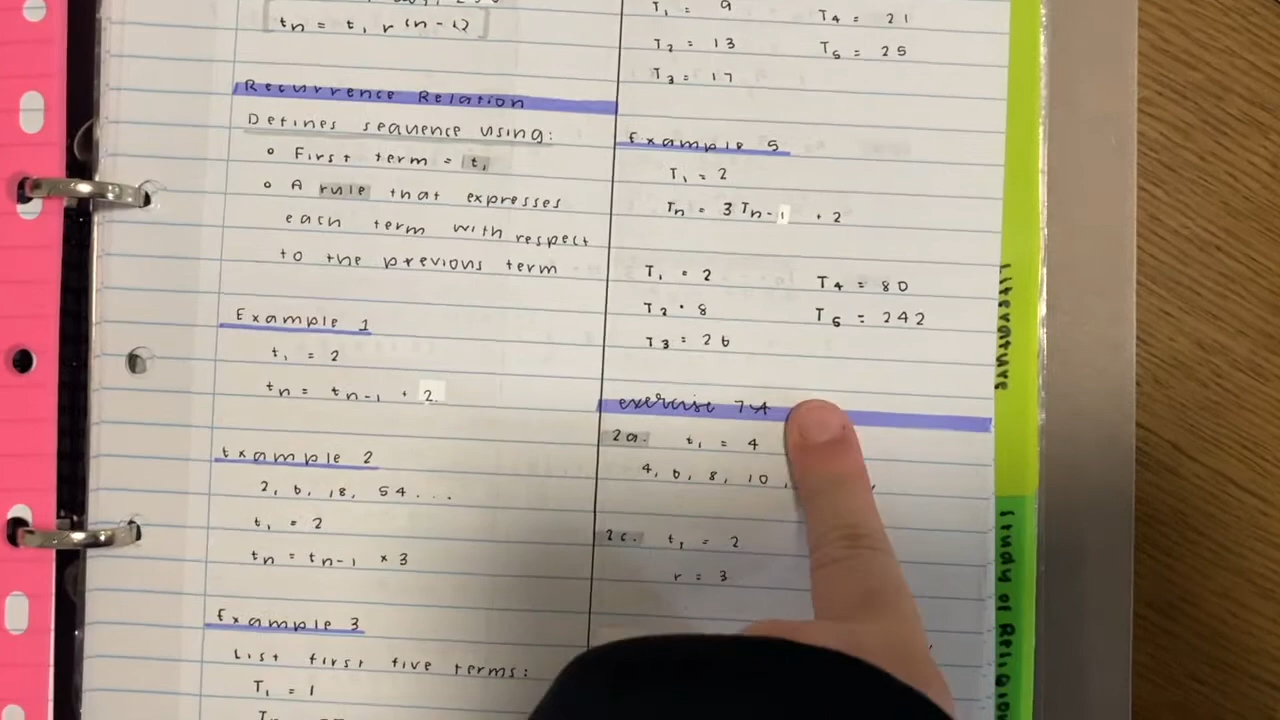 tn = t1 r (n-1)
Recurrence Relation
Defines sequence using:
• First term = t1
• A rule that expresses
each term with respect
to the previous term
Example 1
t1 = 2
tn = tn-1 + 2
Example 2
2, 6, 18, 54 ...
t1 = 2
tn = tn-1 × 3
Example 3
List first five terms:
T1 = 1
T1 = 9
T4 = 21
T2 = 13
T5 = 25
T3 = 17
Example 5
T1 = 2
Tn = 3Tn-1 + 2
T1 = 2
T4 = 80
T2 = 8
T5 = 242
T3 = 26
exercise 7A
2a. t1 = 4
4, 6, 8, 10,
2c. t1 = 2
r = 3
Literature
Study of Religion